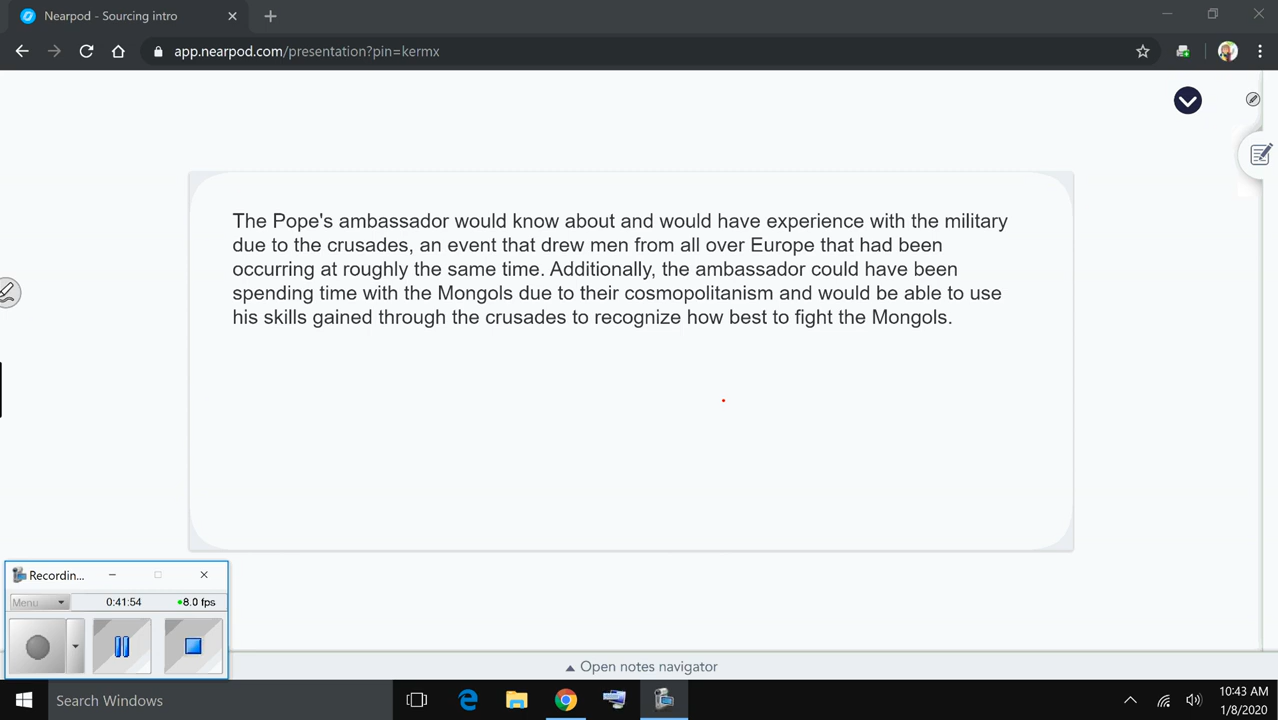 Nearpod - Sourcing intro
app.nearpod.com/presentation?pin=kermx
The Pope's ambassador would know about and would have experience with the military
due to the crusades, an event that drew men from all over Europe that had been
occurring at roughly the same time. Additionally, the ambassador could have been
spending time with the Mongols due to their cosmopolitanism and would be able to use
his skills gained through the crusades to recognize how best to fight the Mongols.
Recordin...
Menu 0:41:54 8.0 fps
Open notes navigator
Search Windows
10:43 AM
1/8/2020